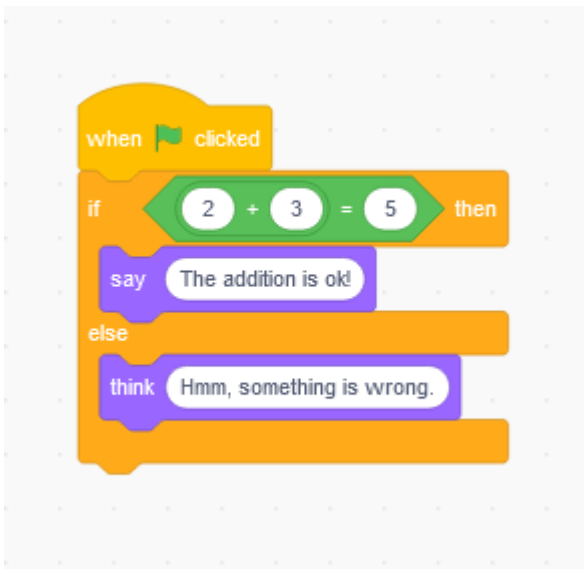 when clicked
if 2 + 3 = 5 then
say The addition is ok!
else
think Hmm, something is wrong.